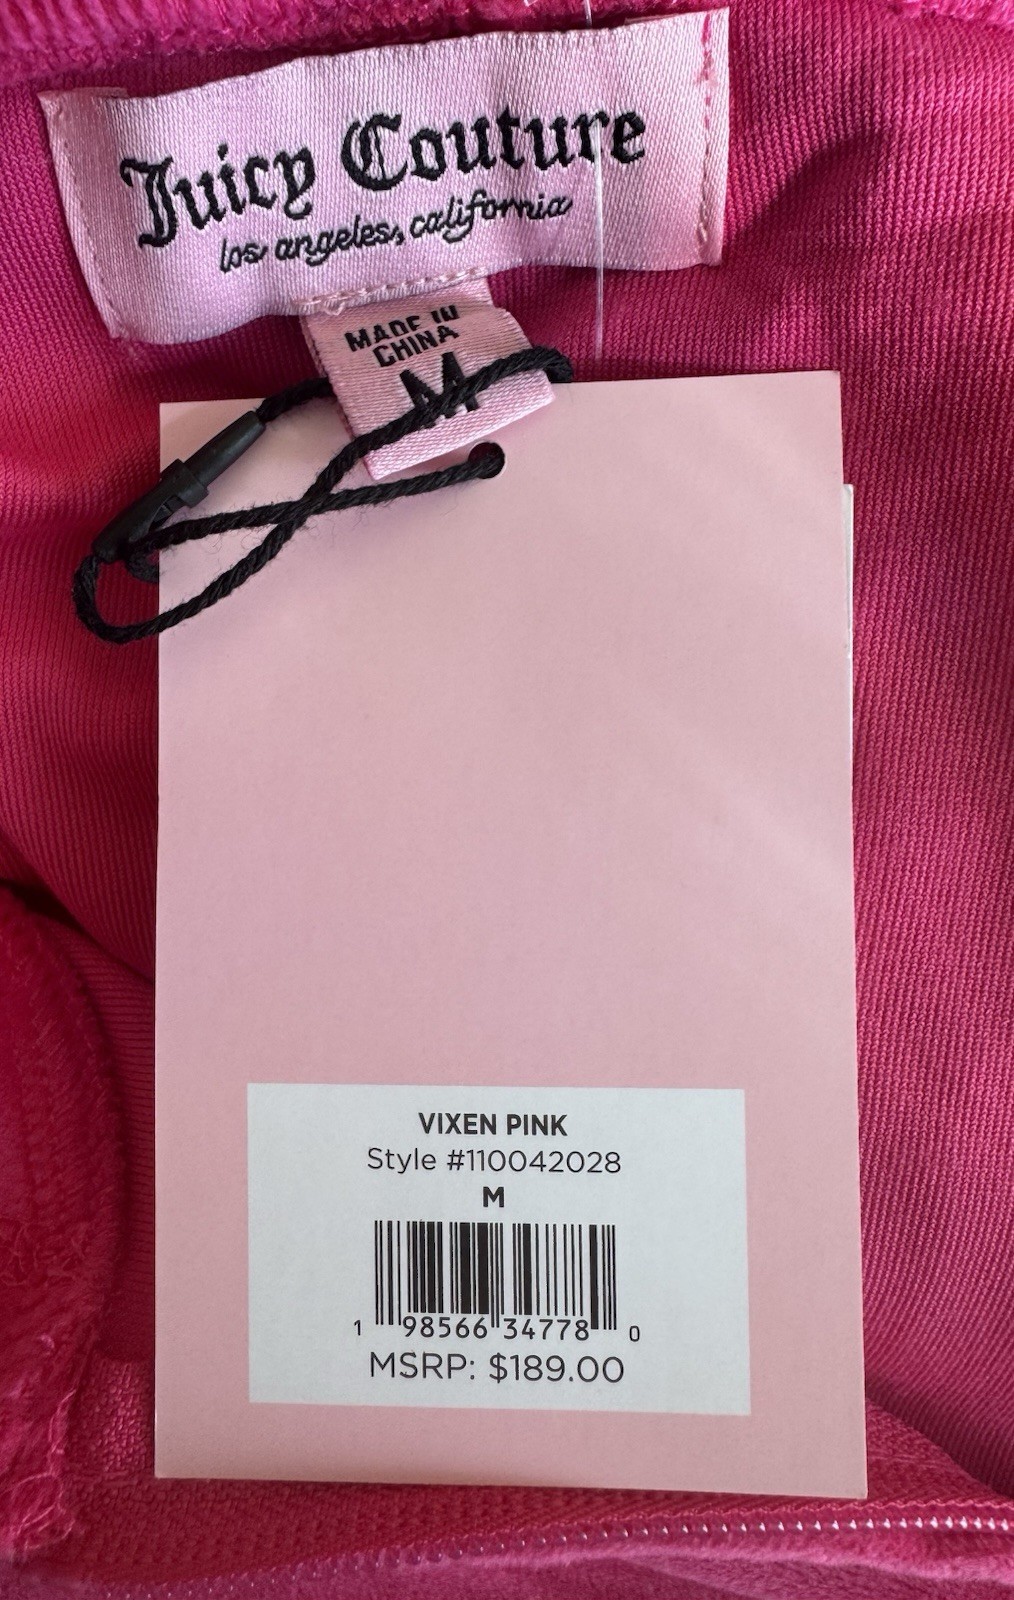 Juicy Couture
los angeles, california
MADE IN
CHINA
M
VIXEN PINK
Style #110042028
M
1 98566 34778 0
MSRP: $189.00